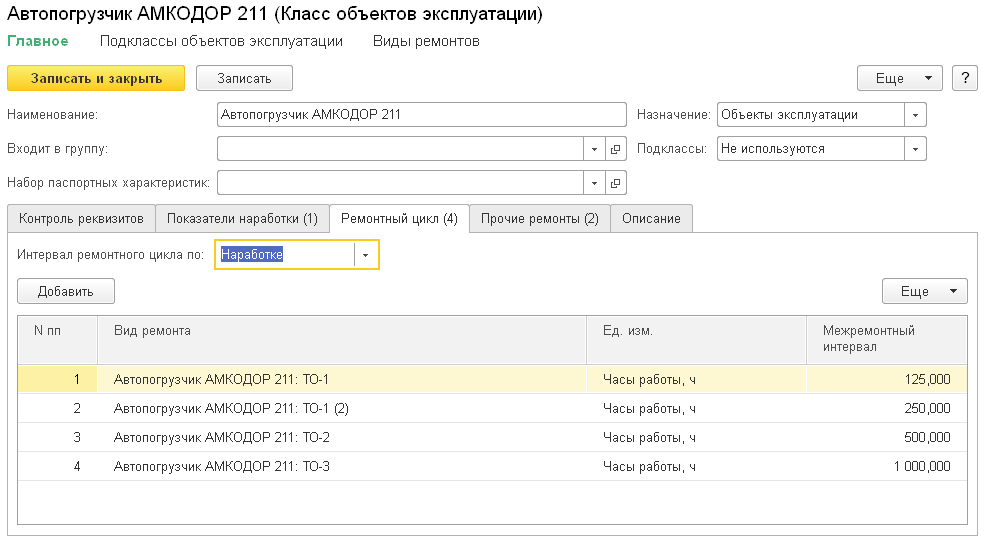 Автопогрузчик АМКОДОР 211 (Класс объектов эксплуатации)
Главное Подклассы объектов эксплуатации Виды ремонтов
Записать и закрыть Записать Еще ?
Наименование: Автопогрузчик АМКОДОР 211 Назначение: Объекты эксплуатации
Входит в группу: Подклассы: Не используются
Набор паспортных характеристик:
Контроль реквизитов Показатели наработки (1) Ремонтный цикл (4) Прочие ремонты (2) Описание
Интервал ремонтного цикла по: Наработке
Добавить Еще
N пп Вид ремонта Ед. изм. Межремонтный
интервал
1 Автопогрузчик АМКОДОР 211: ТО-1 Часы работы, ч 125,000
2 Автопогрузчик АМКОДОР 211: ТО-1 (2) Часы работы, ч 250,000
3 Автопогрузчик АМКОДОР 211: ТО-2 Часы работы, ч 500,000
4 Автопогрузчик АМКОДОР 211: ТО-3 Часы работы, ч 1 000,000